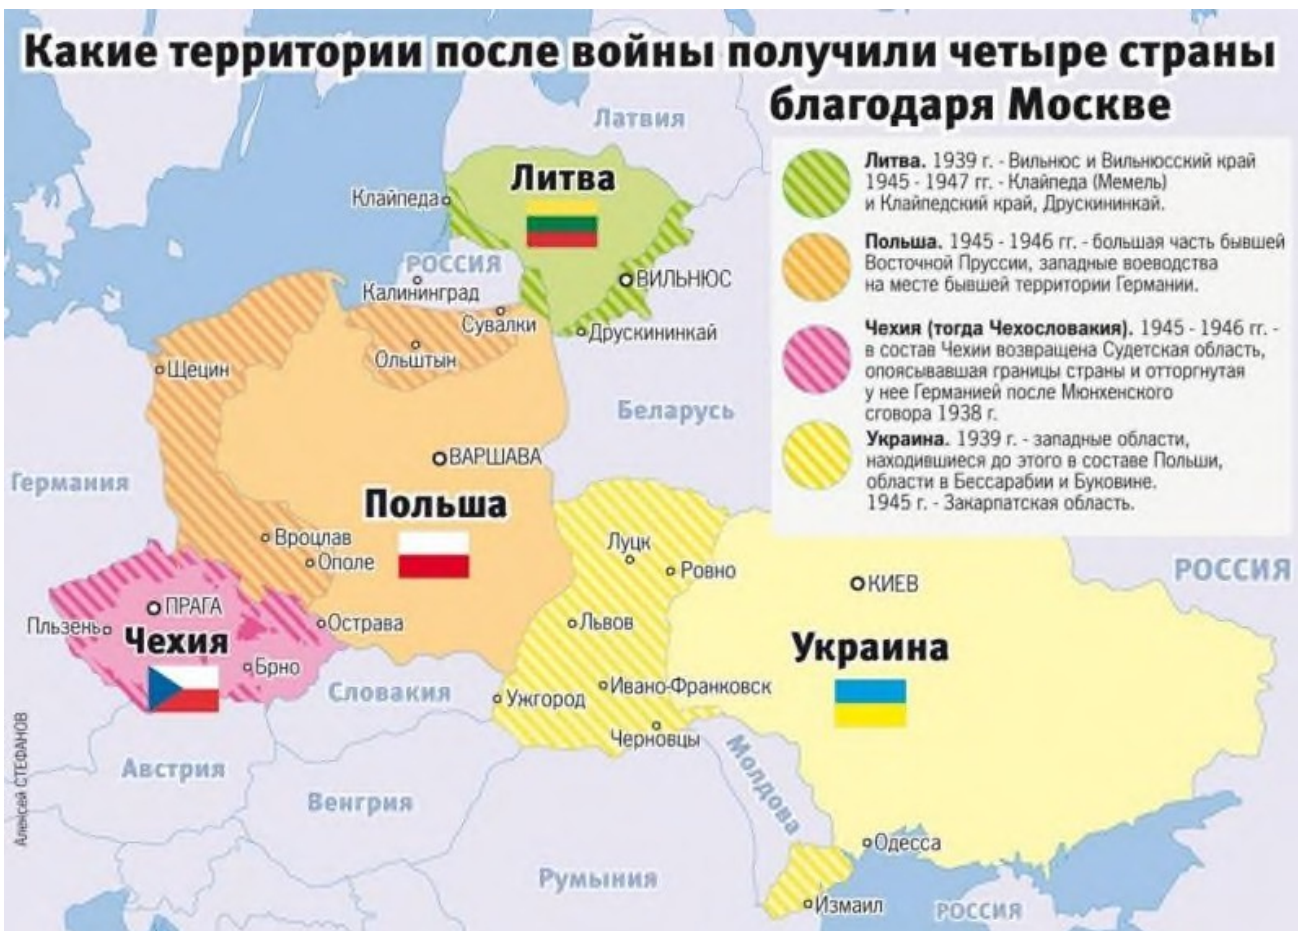 Какие территории после войны получили четыре страны
благодаря Москве
Литва. 1939 г. - Вильнюс и Вильнюсский край
1945 - 1947 гг. - Клайпеда (Мемель)
и Клайпедский край, Друскининкай.
Польша. 1945 - 1946 гг. - большая часть бывшей
Восточной Пруссии, западные воеводства
на месте бывшей территории Германии.
Чехия (тогда Чехословакия). 1945 - 1946 гг. -
в состав Чехии возвращена Судетская область,
опоясывавшая границы страны и отторгнутая
у нее Германией после Мюнхенского
сговора 1938 г.
Украина. 1939 г. - западные области,
находившиеся до этого в составе Польши,
области в Бессарабии и Буковине.
1945 г. - Закарпатская область.
Латвия
Литва
Клайпеда
РОССИЯ
Калининград
ВИЛЬНЮС
Сувалки
Друскининкай
Ольштын
Щецин
Беларусь
ВАРШАВА
Германия
Польша
Вроцлав
Ополе
Луцк
Ровно
КИЕВ
РОССИЯ
ПРАГА
Пльзень
Чехия
Острава
Львов
Украина
Брно
Словакия
Ужгород
Ивано-Франковск
Черновцы
Австрия
Венгрия
Молдова
Одесса
Румыния
Измаил
РОССИЯ
Алексей СТЕФАНОВ